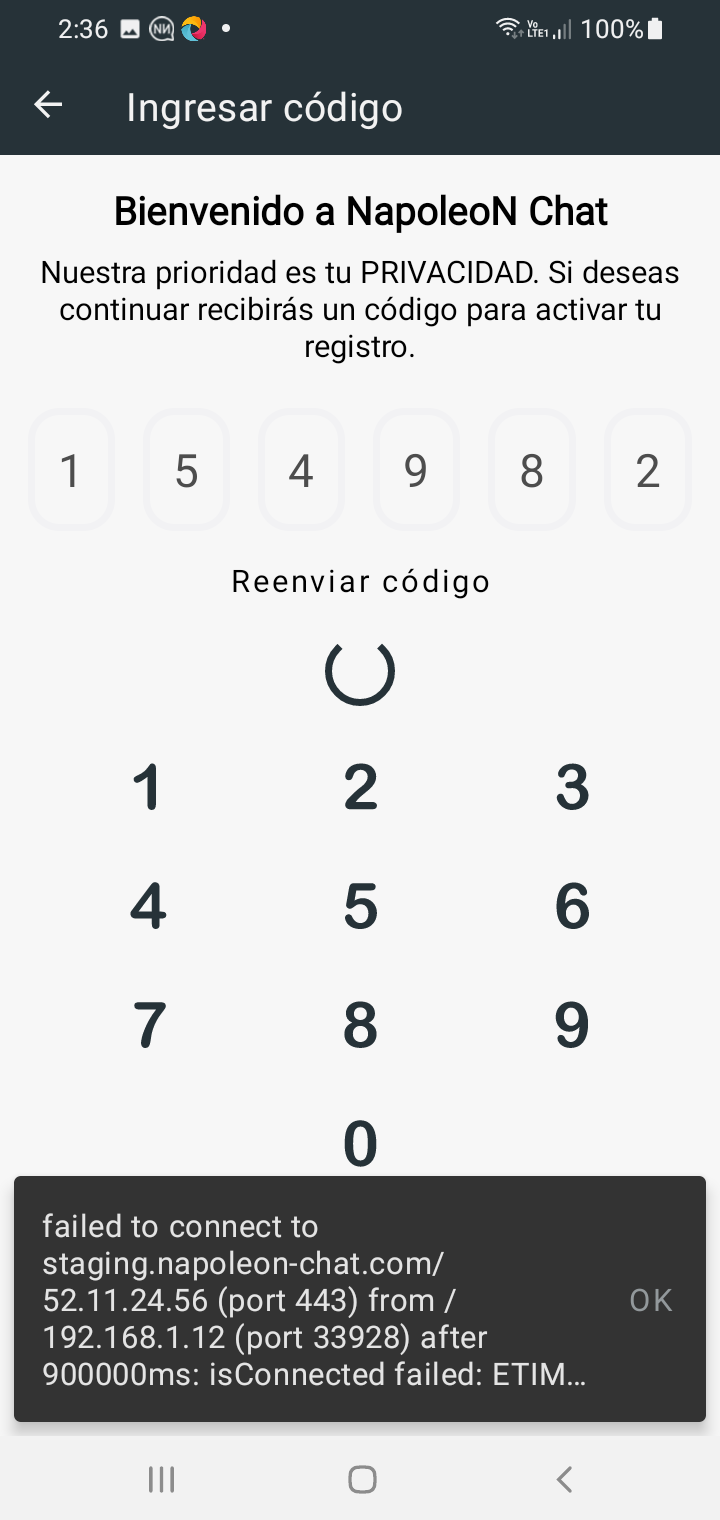 2:36
NИ
Vo
LTE1
100%
Ingresar código
Bienvenido a NapoleoN Chat
Nuestra prioridad es tu PRIVACIDAD. Si deseas
continuar recibirás un código para activar tu
registro.
1 5 4 9 8 2
Reenviar código
1 2 3
4 5 6
7 8 9
0
failed to connect to
staging.napoleon-chat.com/
52.11.24.56 (port 443) from /
192.168.1.12 (port 33928) after
900000ms: isConnected failed: ETIM...
OK